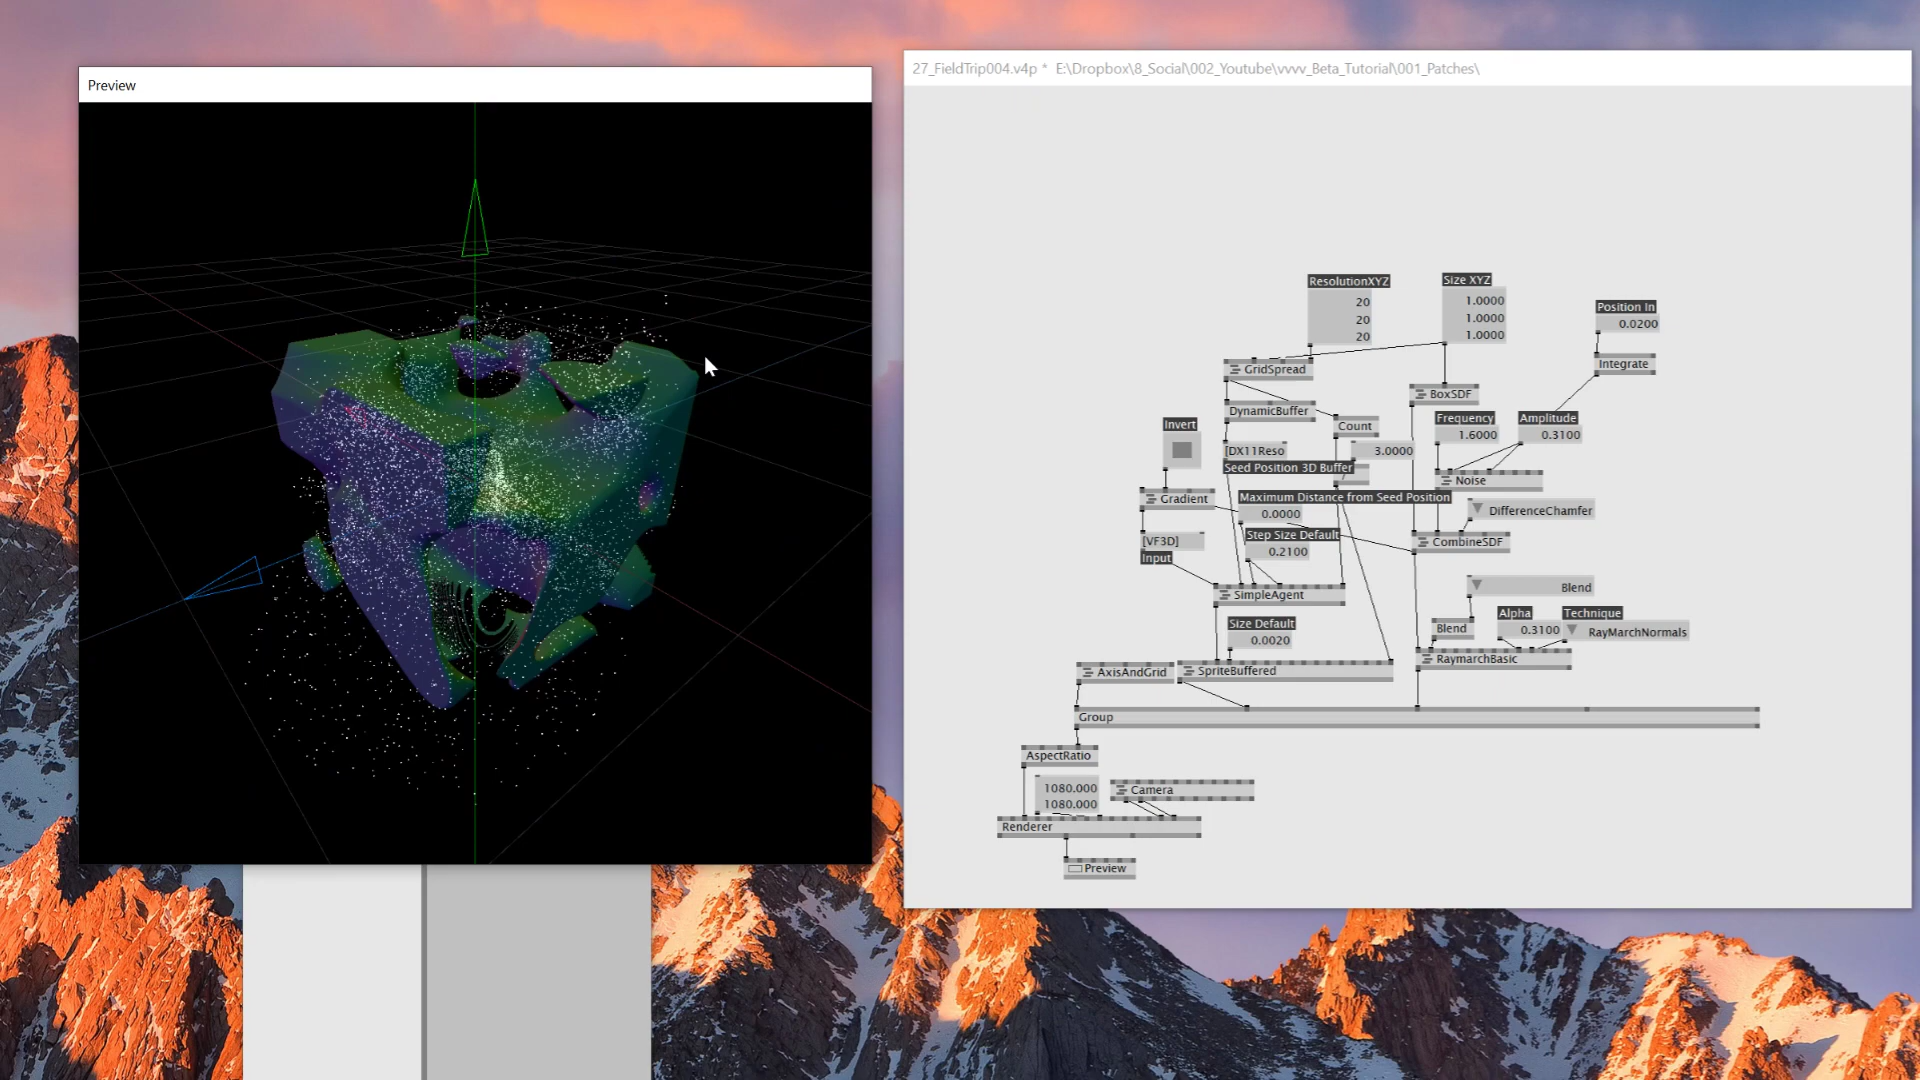 Preview
27_FieldTrip004.v4p * E:\Dropbox\8_Social\002_Youtube\vvvv_Beta_Tutorial\001_Patches\
ResolutionXYZ
20
20
20
Size XYZ
1.0000
1.0000
1.0000
Position In
0.0200
Integrate
GridSpread
BoxSDF
DynamicBuffer
Count
Frequency
1.6000
Amplitude
0.3100
Invert
[DX11Reso
3.0000
Seed Position 3D Buffer
/
Noise
Gradient
Maximum Distance from Seed Position
0.0000
DifferenceChamfer
Step Size Default
0.2100
[VF3D]
Input
CombineSDF
SimpleAgent
Blend
Size Default
0.0020
Blend
Alpha
0.3100
Technique
RayMarchNormals
AxisAndGrid
SpriteBuffered
RaymarchBasic
Group
AspectRatio
1080.000
1080.000
Camera
Renderer
Preview